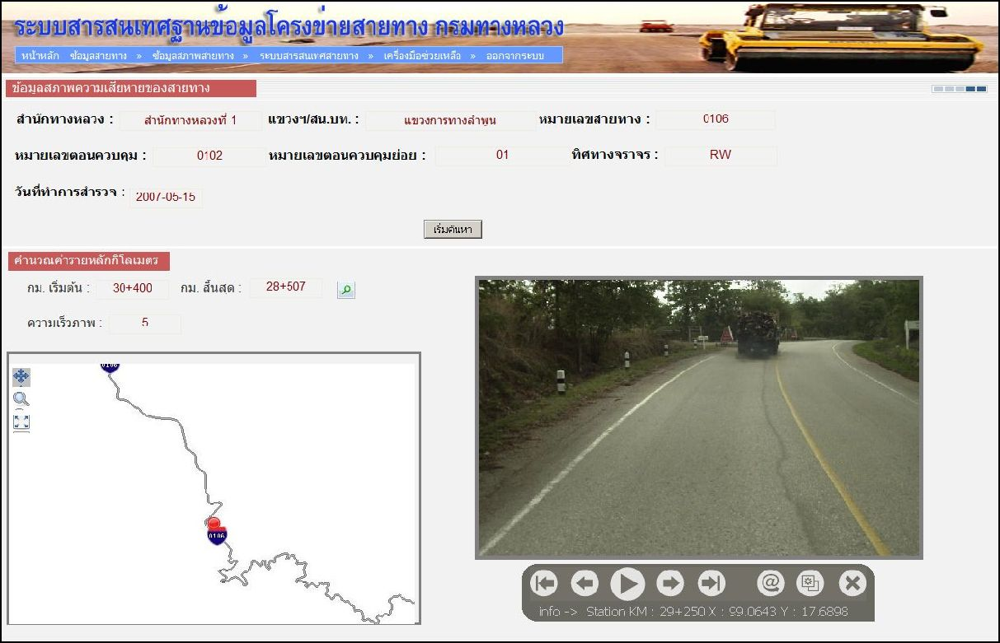 ระบบสารสนเทศฐานข้อมูลโครงข่ายสายทาง กรมทางหลวง
หน้าหลัก ข้อมูลสายทาง » ข้อมูลสภาพสายทาง » ระบบสารสนเทศสายทาง » เครื่องมือช่วยเหลือ » ออกจากระบบ
ข้อมูลสภาพความเสียหายของสายทาง
สำนักทางหลวง : สำนักทางหลวงที่ 1 แขวงฯ/สน.บท. : แขวงการทางลำพูน หมายเลขสายทาง : 0106
หมายเลขตอนควบคุม : 0102 หมายเลขตอนควบคุมย่อย : 01 ทิศทางจราจร : RW
วันที่ทำการสำรวจ : 2007-05-15
เริ่มค้นหา
คำนวณค่ารายหลักกิโลเมตร
กม. เริ่มต้น : 30+400 กม. สิ้นสุด : 28+507
ความเร็วภาพ : 5
0106
0106
info -> Station KM : 29+250 X : 99.0643 Y : 17.6898